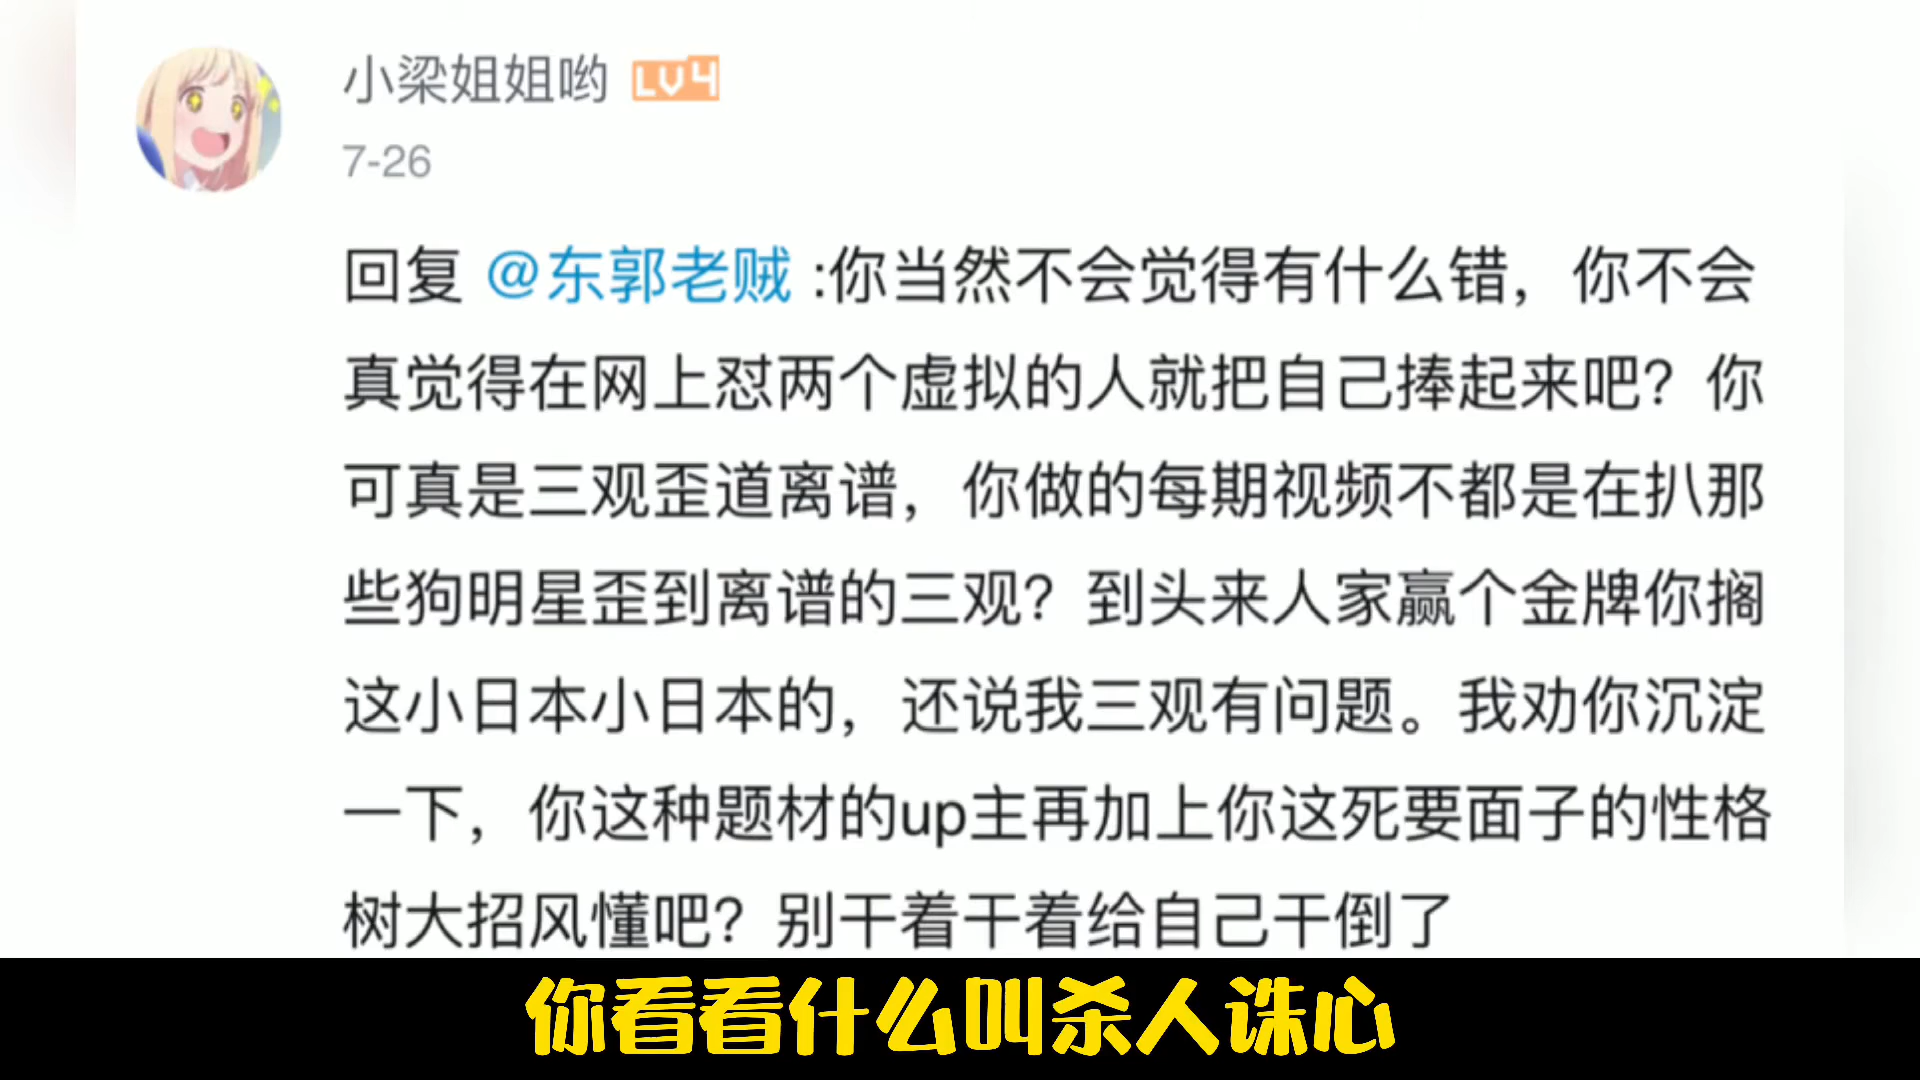 小梁姐姐哟 LV4
7-26
回复 @东郭老贼 :你当然不会觉得有什么错，你不会
真觉得在网上怼两个虚拟的人就把自己捧起来吧？你
可真是三观歪道离谱，你做的每期视频不都是在扒那
些狗明星歪到离谱的三观？到头来人家赢个金牌你搁
这小日本小日本的，还说我三观有问题。我劝你沉淀
一下，你这种题材的up主再加上你这死要面子的性格
树大招风懂吧？别干着干着给自己干倒了
你看看什么叫杀人诛心